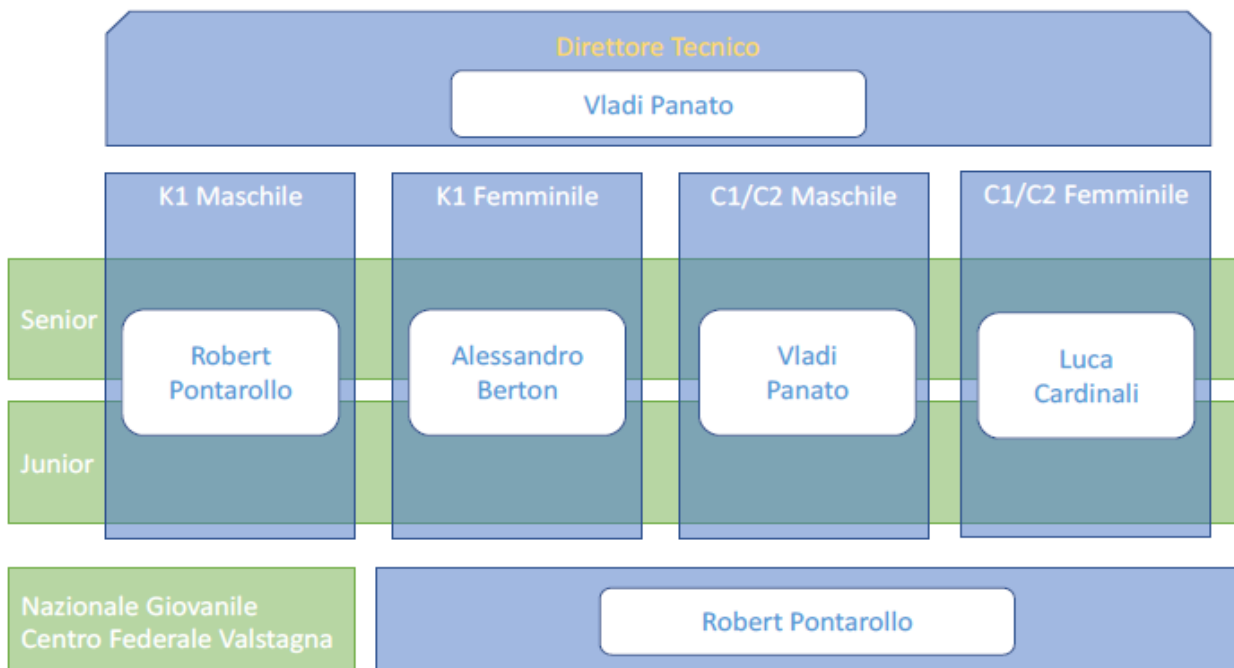 Direttore Tecnico
Vladi Panato
K1 Maschile
K1 Femminile
C1/C2 Maschile
C1/C2 Femminile
Senior
Robert
Pontarollo
Alessandro
Berton
Vladi
Panato
Luca
Cardinali
Junior
Nazionale Giovanile
Centro Federale Valstagna
Robert Pontarollo